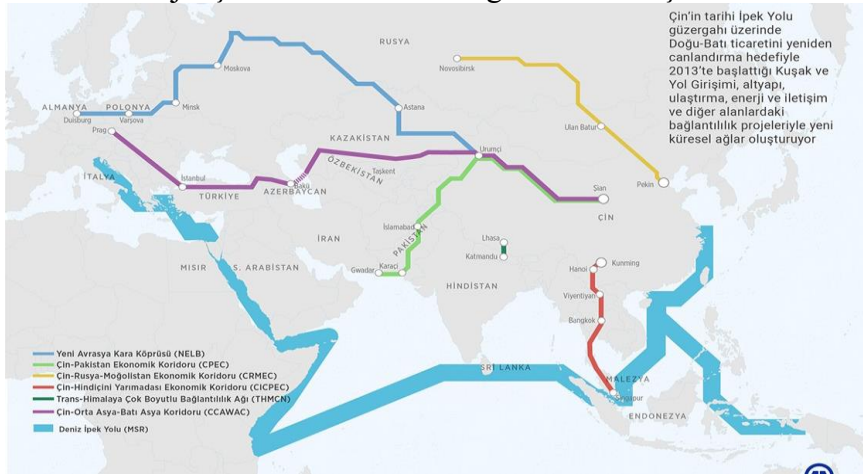 Çin'in tarihi İpek Yolu
güzergahı üzerinde
Doğu-Batı ticaretini yeniden
canlandırma hedefiyle
2013'te başlattığı Kuşak ve
Yol Girişimi, altyapı,
ulaştırma, enerji ve iletişim
ve diğer alanlardaki
bağlantılılık projeleriyle yeni
küresel ağlar oluşturuyor
RUSYA
Moskova
Novosibirsk
ALMANYA
POLONYA
Duisburg
Varşova
Minsk
Astana
Prag
Ulan Batur
KAZAKİSTAN
Urumçi
ÖZBEKİSTAN
Taşkent
İTALYA
İstanbul
TÜRKİYE
Bakü
AZERBAYCAN
Sian
Pekin
ÇİN
İslamabad
PAKİSTAN
İRAN
Lhasa
Katmandu
MISIR
S. ARABİSTAN
Gwadar
Karaçi
HİNDİSTAN
Hanoi
Kunming
Viyentiyan
Bangkok
SRİ LANKA
MALEZYA
Singapur
ENDONEZYA
Yeni Avrasya Kara Köprüsü (NELB)
Çin-Pakistan Ekonomik Koridoru (CPEC)
Çin-Rusya-Moğolistan Ekonomik Koridoru (CRMEC)
Çin-Hindiçini Yarımadası Ekonomik Koridoru (CICPEC)
Trans-Himalaya Çok Boyutlu Bağlantılılık Ağı (THMCN)
Çin-Orta Asya-Batı Asya Koridoru (CCAWAC)
Deniz İpek Yolu (MSR)